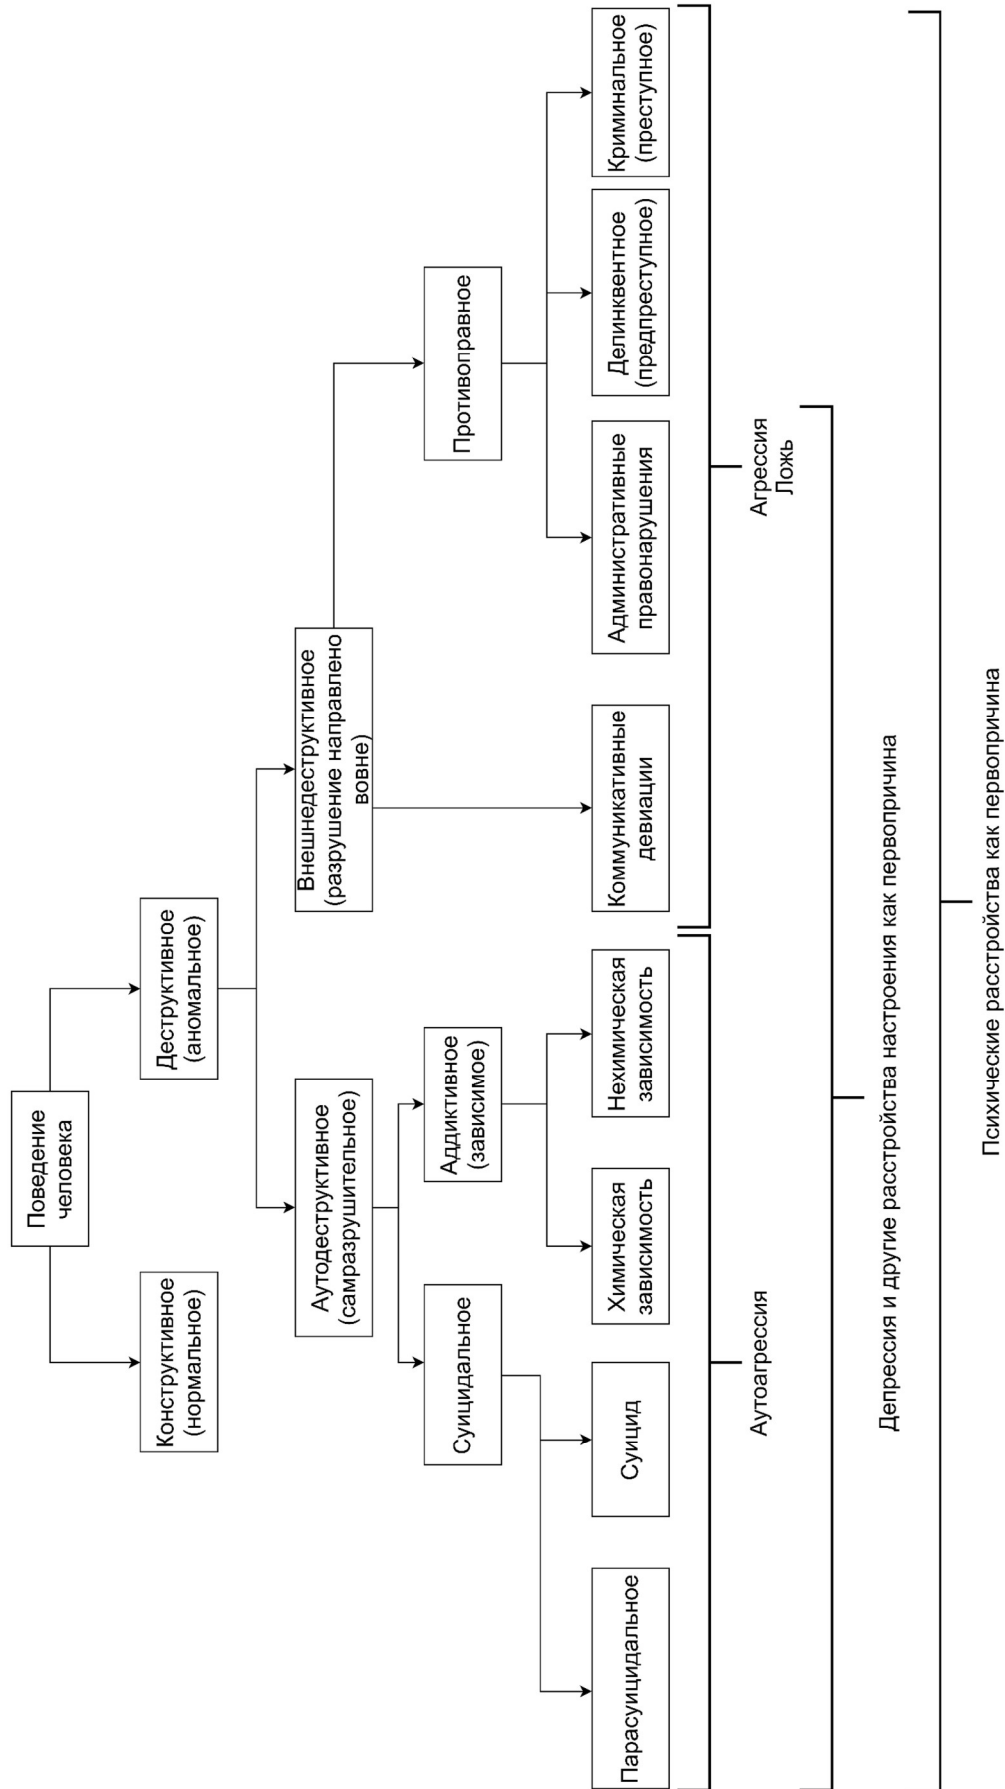 Поведение
человека
Конструктивное
(нормальное)
Деструктивное
(аномальное)
Аутодеструктивное
(самразрушительное)
Внешнедеструктивное
(разрушение направлено
вовне)
Суицидальное
Аддиктивное
(зависимое)
Противоправное
Парасуицидальное
Суицид
Химическая
зависимость
Нехимическая
зависимость
Коммуникативные
девиации
Административные
правонарушения
Делинквентное
(предпреступное)
Криминальное
(преступное)
Аутоагрессия
Агрессия
Ложь
Депрессия и другие расстройства настроения как первопричина
Психические расстройства как первопричина